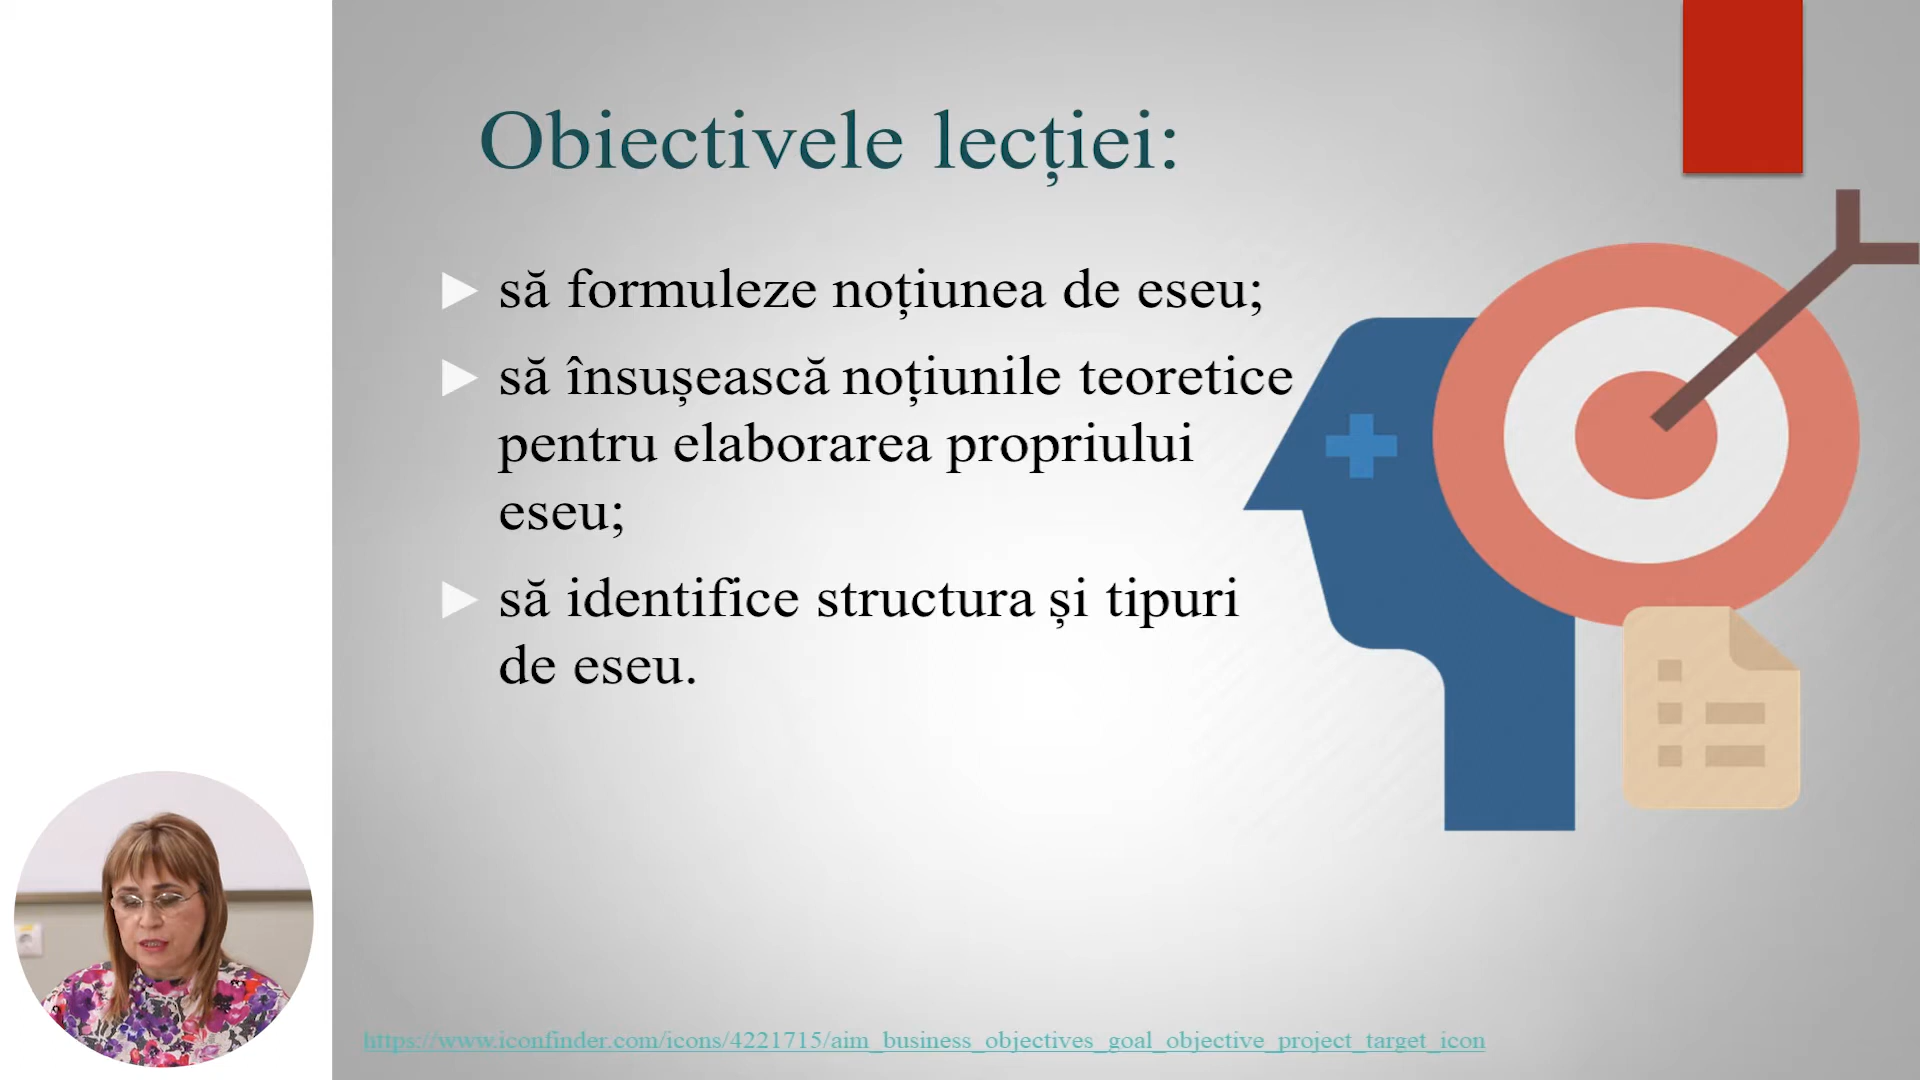 Obiectivele lecției:
să formuleze noțiunea de eseu;
să însușească noțiunile teoretice
pentru elaborarea propriului
eseu;
să identifice structura și tipuri
de eseu.
https://www.iconfinder.com/icons/4221715/aim_business_objectives_goal_objective_project_target_icon